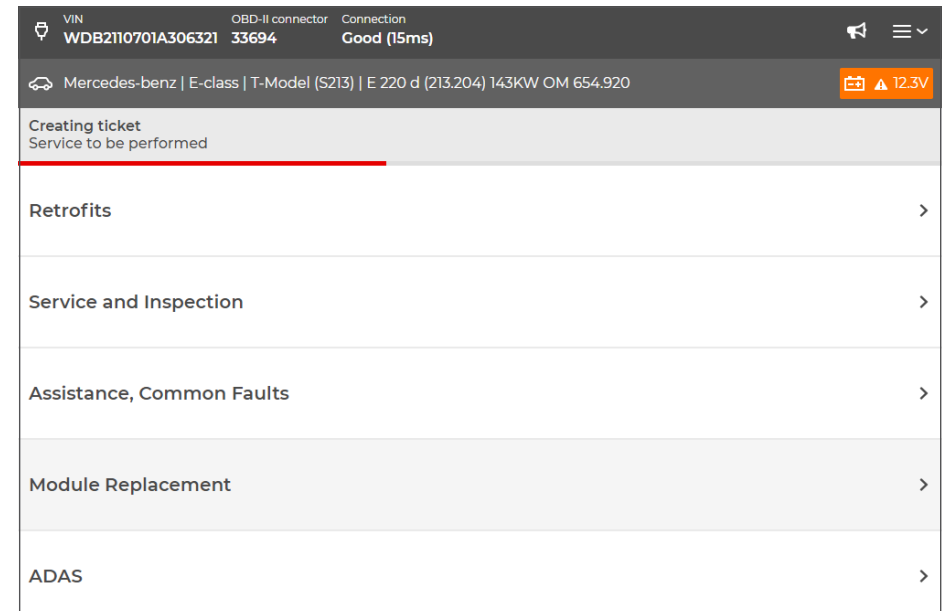 VIN OBD-II connector Connection
WDB2110701A306321 33694 Good (15ms)
Mercedes-benz | E-class | T-Model (S213) | E 220 d (213.204) 143KW OM 654.920 12.3V
Creating ticket
Service to be performed
Retrofits
Service and Inspection
Assistance, Common Faults
Module Replacement
ADAS